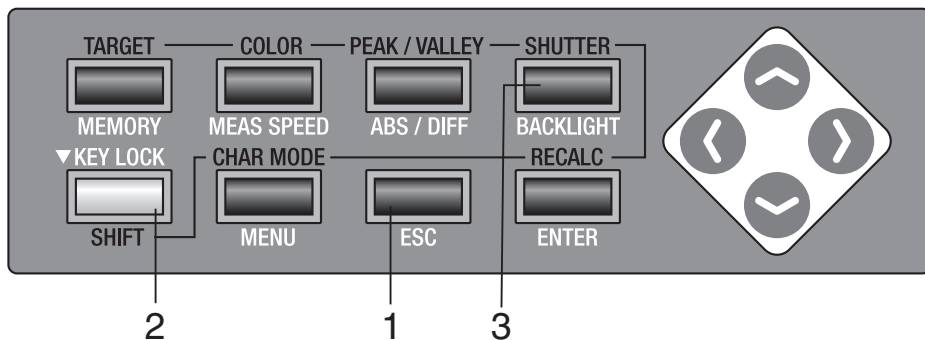 TARGET COLOR PEAK / VALLEY SHUTTER
MEMORY MEAS SPEED ABS / DIFF BACKLIGHT
▼KEY LOCK CHAR MODE RECALC
SHIFT MENU ESC ENTER
2 1 3